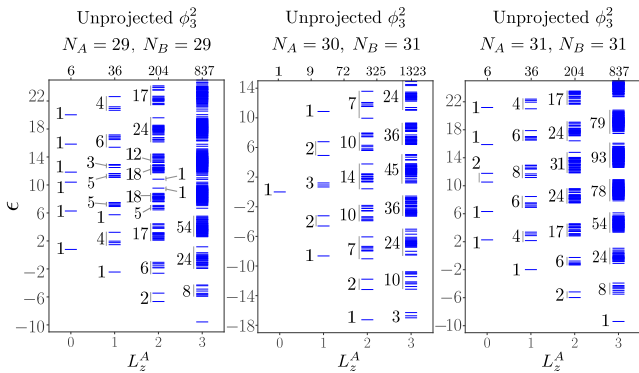 Unprojected ϕ₃²
N_A = 29, N_B = 29
6 36 204 837
22
18
14
10
6
2
−2
−6
−10
ϵ
1 1 1 1 1 1
4 6 3 5 5 1 4 1
17 24 12 18 1 1 18 5 17 6 2
54 24 8
0 1 2 3
L_z^A
Unprojected ϕ₃²
N_A = 30, N_B = 31
1 9 72 325 1323
14
10
6
2
−2
−6
−10
−14
−18
1
1 2 3 2 1
7 10 14 10 7 2 1
24 36 45 36 24 10 3
0 1 2 3
L_z^A
Unprojected ϕ₃²
N_A = 31, N_B = 31
6 36 204 837
22
18
14
10
6
2
−2
−6
−10
1 1 2 1 1
4 6 8 6 4 1
17 24 31 24 17 6 2
79 93 78 54 24 8 1
0 1 2 3
L_z^A